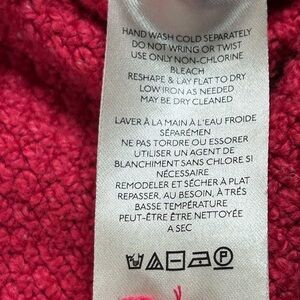 HAND WASH COLD SEPARATELY
DO NOT WRING OR TWIST
USE ONLY NON-CHLORINE
BLEACH
RESHAPE & LAY FLAT TO DRY
LOW IRON AS NEEDED
MAY BE DRY CLEANED
LAVER À LA MAIN À L'EAU FROIDE
SÉPARÉMEN
NE PAS TORDRE OU ESSORER
UTILISER UN AGENT DE
BLANCHIMENT SANS CHLORE SI
NÉCESSAIRE
REMODELER ET SÉCHER À PLAT
REPASSER, AU BESOIN, À TRÈS
BASSE TEMPÉRATURE
PEUT-ÊTRE ÊTRE NETTOYÉE
A SEC
P